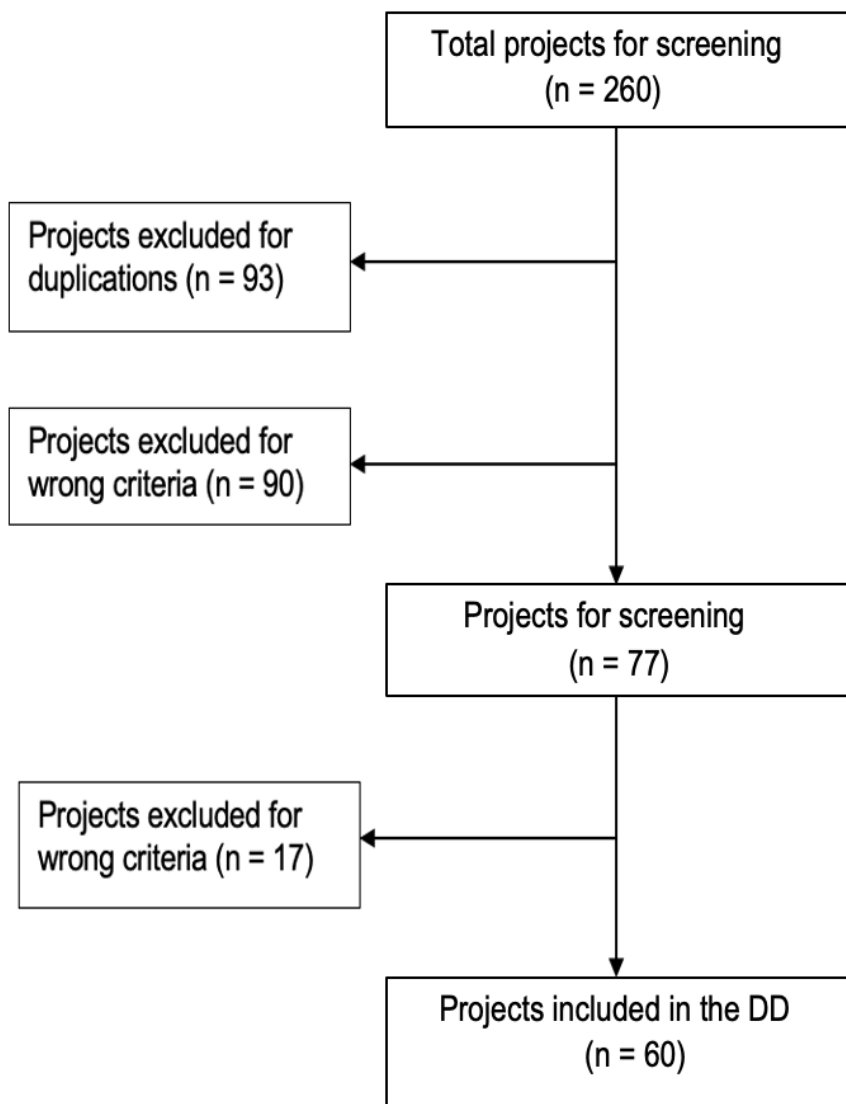 Total projects for screening
(n = 260)
Projects excluded for
duplications (n = 93)
Projects excluded for
wrong criteria (n = 90)
Projects for screening
(n = 77)
Projects excluded for
wrong criteria (n = 17)
Projects included in the DD
(n = 60)